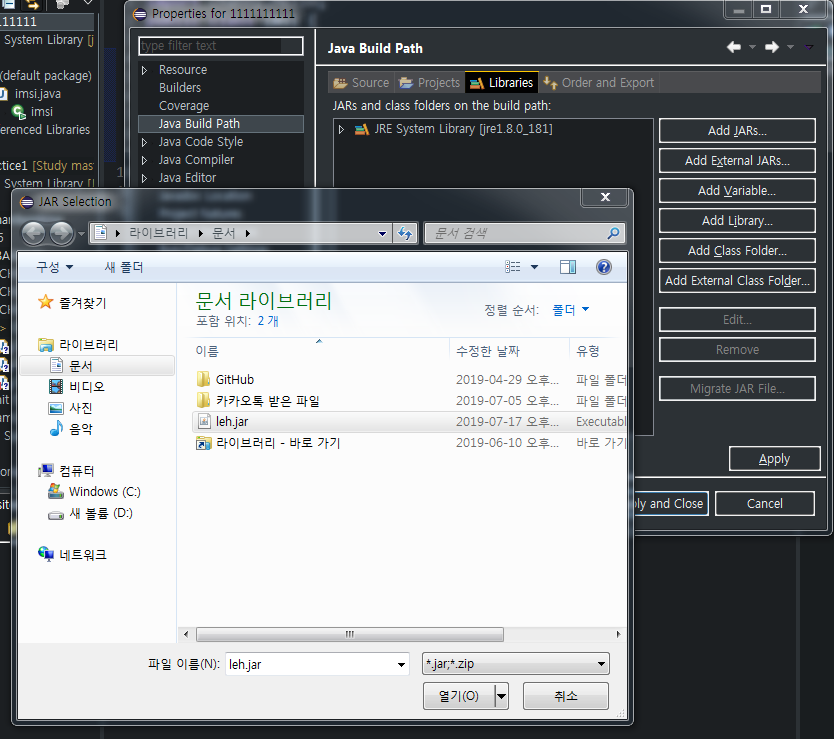 11111
Properties for 1111111111
System Library [j
(default package)
imsi.java
imsi
erenced Libraries
ctice1 [Study mas
System Library [
type filter text
Resource
Builders
Coverage
Java Build Path
Java Code Style
Java Compiler
Java Editor
Javadoc Location
Project Natures
Java Build Path
Source
Projects
Libraries
Order and Export
JARs and class folders on the build path:
JRE System Library [jre1.8.0_181]
Add JARs...
Add External JARs...
Add Variable...
Add Library...
Add Class Folder...
Add External Class Folder...
Edit...
Remove
Migrate JAR File...
Apply
ly and Close
Cancel
JAR Selection
라이브러리
문서
문서 검색
구성
새 폴더
즐겨찾기
라이브러리
문서
비디오
사진
음악
컴퓨터
Windows (C:)
새 볼륨 (D:)
네트워크
문서 라이브러리
포함 위치: 2 개
정렬 순서: 폴더
이름 수정한 날짜 유형
GitHub 2019-04-29 오후... 파일 폴더
카카오톡 받은 파일 2019-07-05 오후... 파일 폴더
leh.jar 2019-07-17 오후... Executabl
라이브러리 - 바로 가기 2019-06-10 오후... 바로 가기
파일 이름(N): leh.jar
*.jar;*.zip
열기(O)
취소